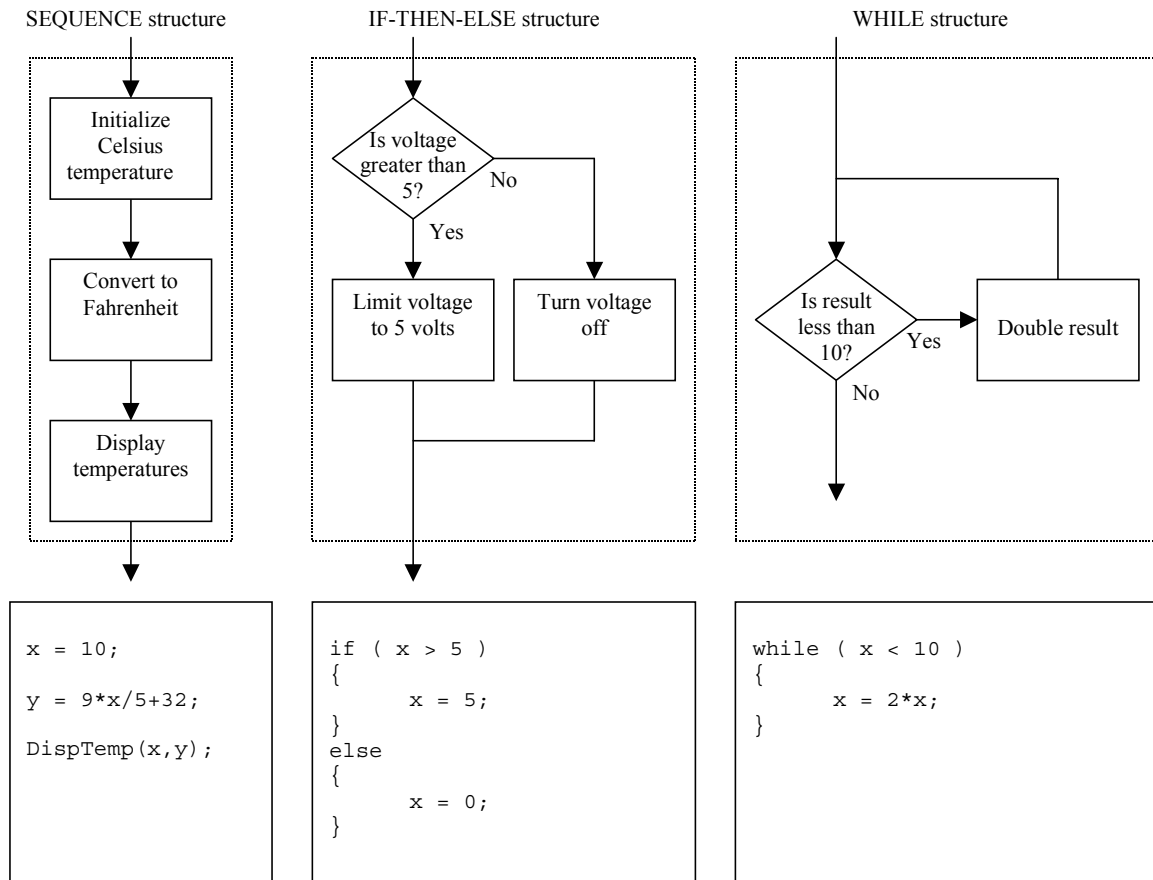 SEQUENCE structure
Initialize
Celsius
temperature
Convert to
Fahrenheit
Display
temperatures
x = 10;
y = 9*x/5+32;
DispTemp(x,y);
IF-THEN-ELSE structure
Is voltage
greater than
5?
No
Yes
Limit voltage
to 5 volts
Turn voltage
off
if ( x > 5 )
{
x = 5;
}
else
{
x = 0;
}
WHILE structure
Is result
less than
10?
Yes
No
Double result
while ( x < 10 )
{
x = 2*x;
}